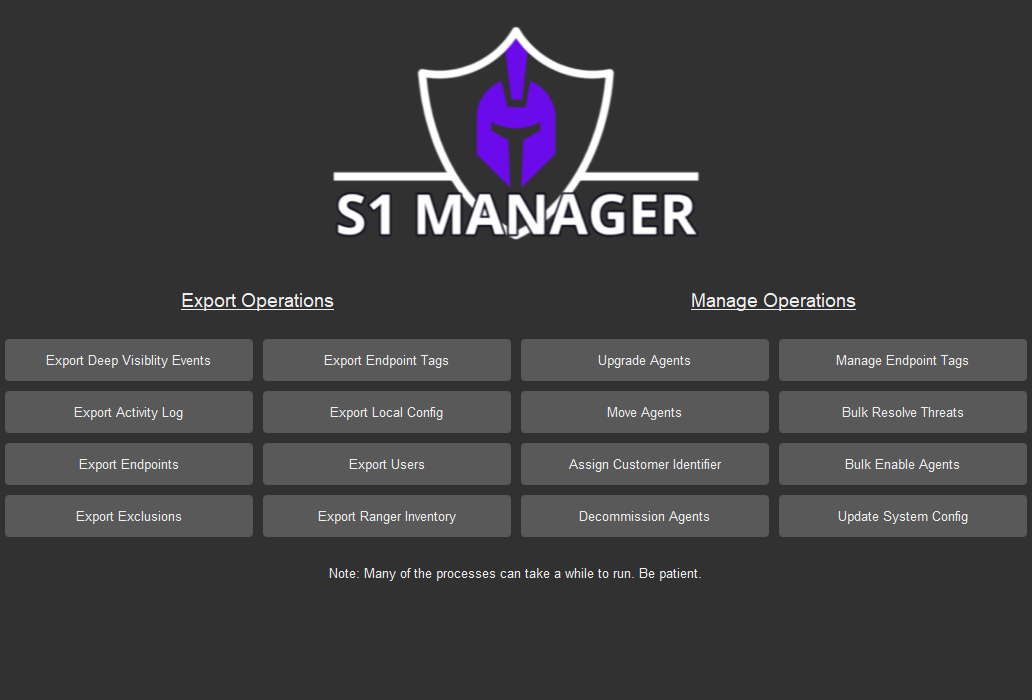 S1 MANAGER
Export Operations
Manage Operations
Export Deep Visiblity Events
Export Endpoint Tags
Upgrade Agents
Manage Endpoint Tags
Export Activity Log
Export Local Config
Move Agents
Bulk Resolve Threats
Export Endpoints
Export Users
Assign Customer Identifier
Bulk Enable Agents
Export Exclusions
Export Ranger Inventory
Decommission Agents
Update System Config
Note: Many of the processes can take a while to run. Be patient.